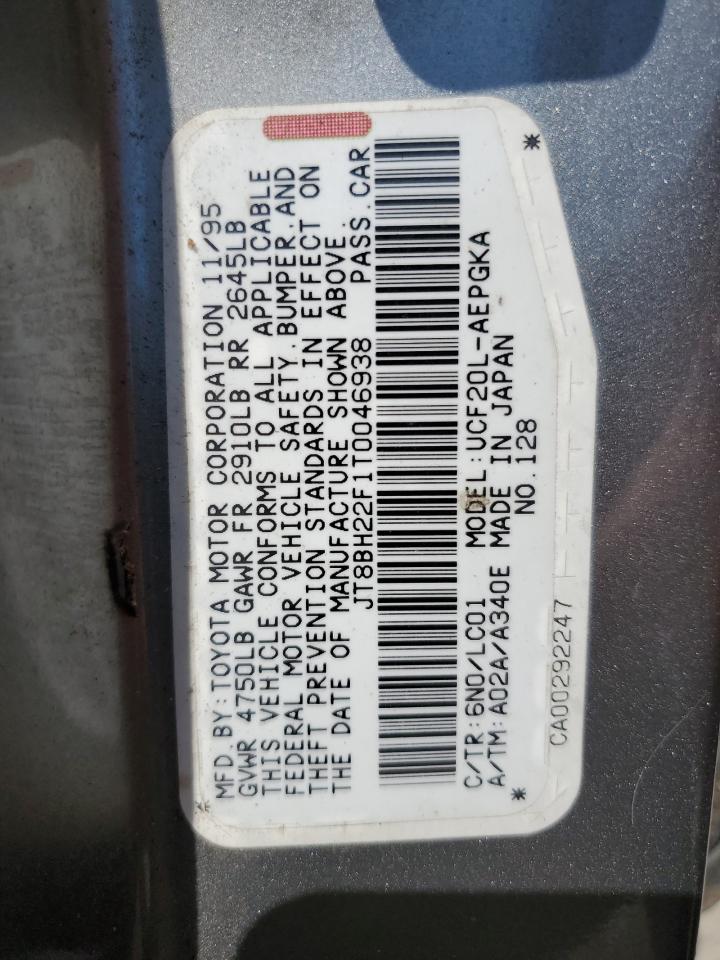 MFD.BY:TOYOTA MOTOR CORPORATION 11/95
GVWR 4750LB GAWR FR 2910LB RR 2645LB
THIS VEHICLE CONFORMS TO ALL APPLICABLE
FEDERAL MOTOR VEHICLE SAFETY.BUMPER.AND
THEFT PREVENTION STANDARDS IN EFFECT ON
THE DATE OF MANUFACTURE SHOWN ABOVE.
JT8BH22F1T0046938 PASS.CAR
C/TR:6N0/LC01 MODEL:UCF20L-AEPGKA
A/TM:A02A/A340E MADE IN JAPAN
NO.128
CA00292247